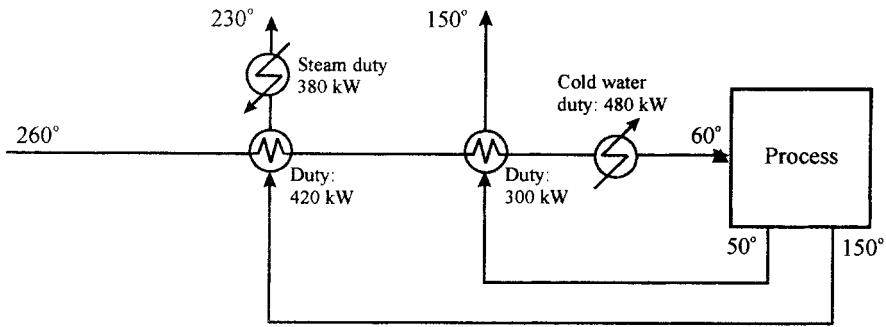 230°
150°
Steam duty
380 kW
Cold water
duty: 480 kW
260°
60°
Process
Duty:
420 kW
Duty:
300 kW
50°
150°